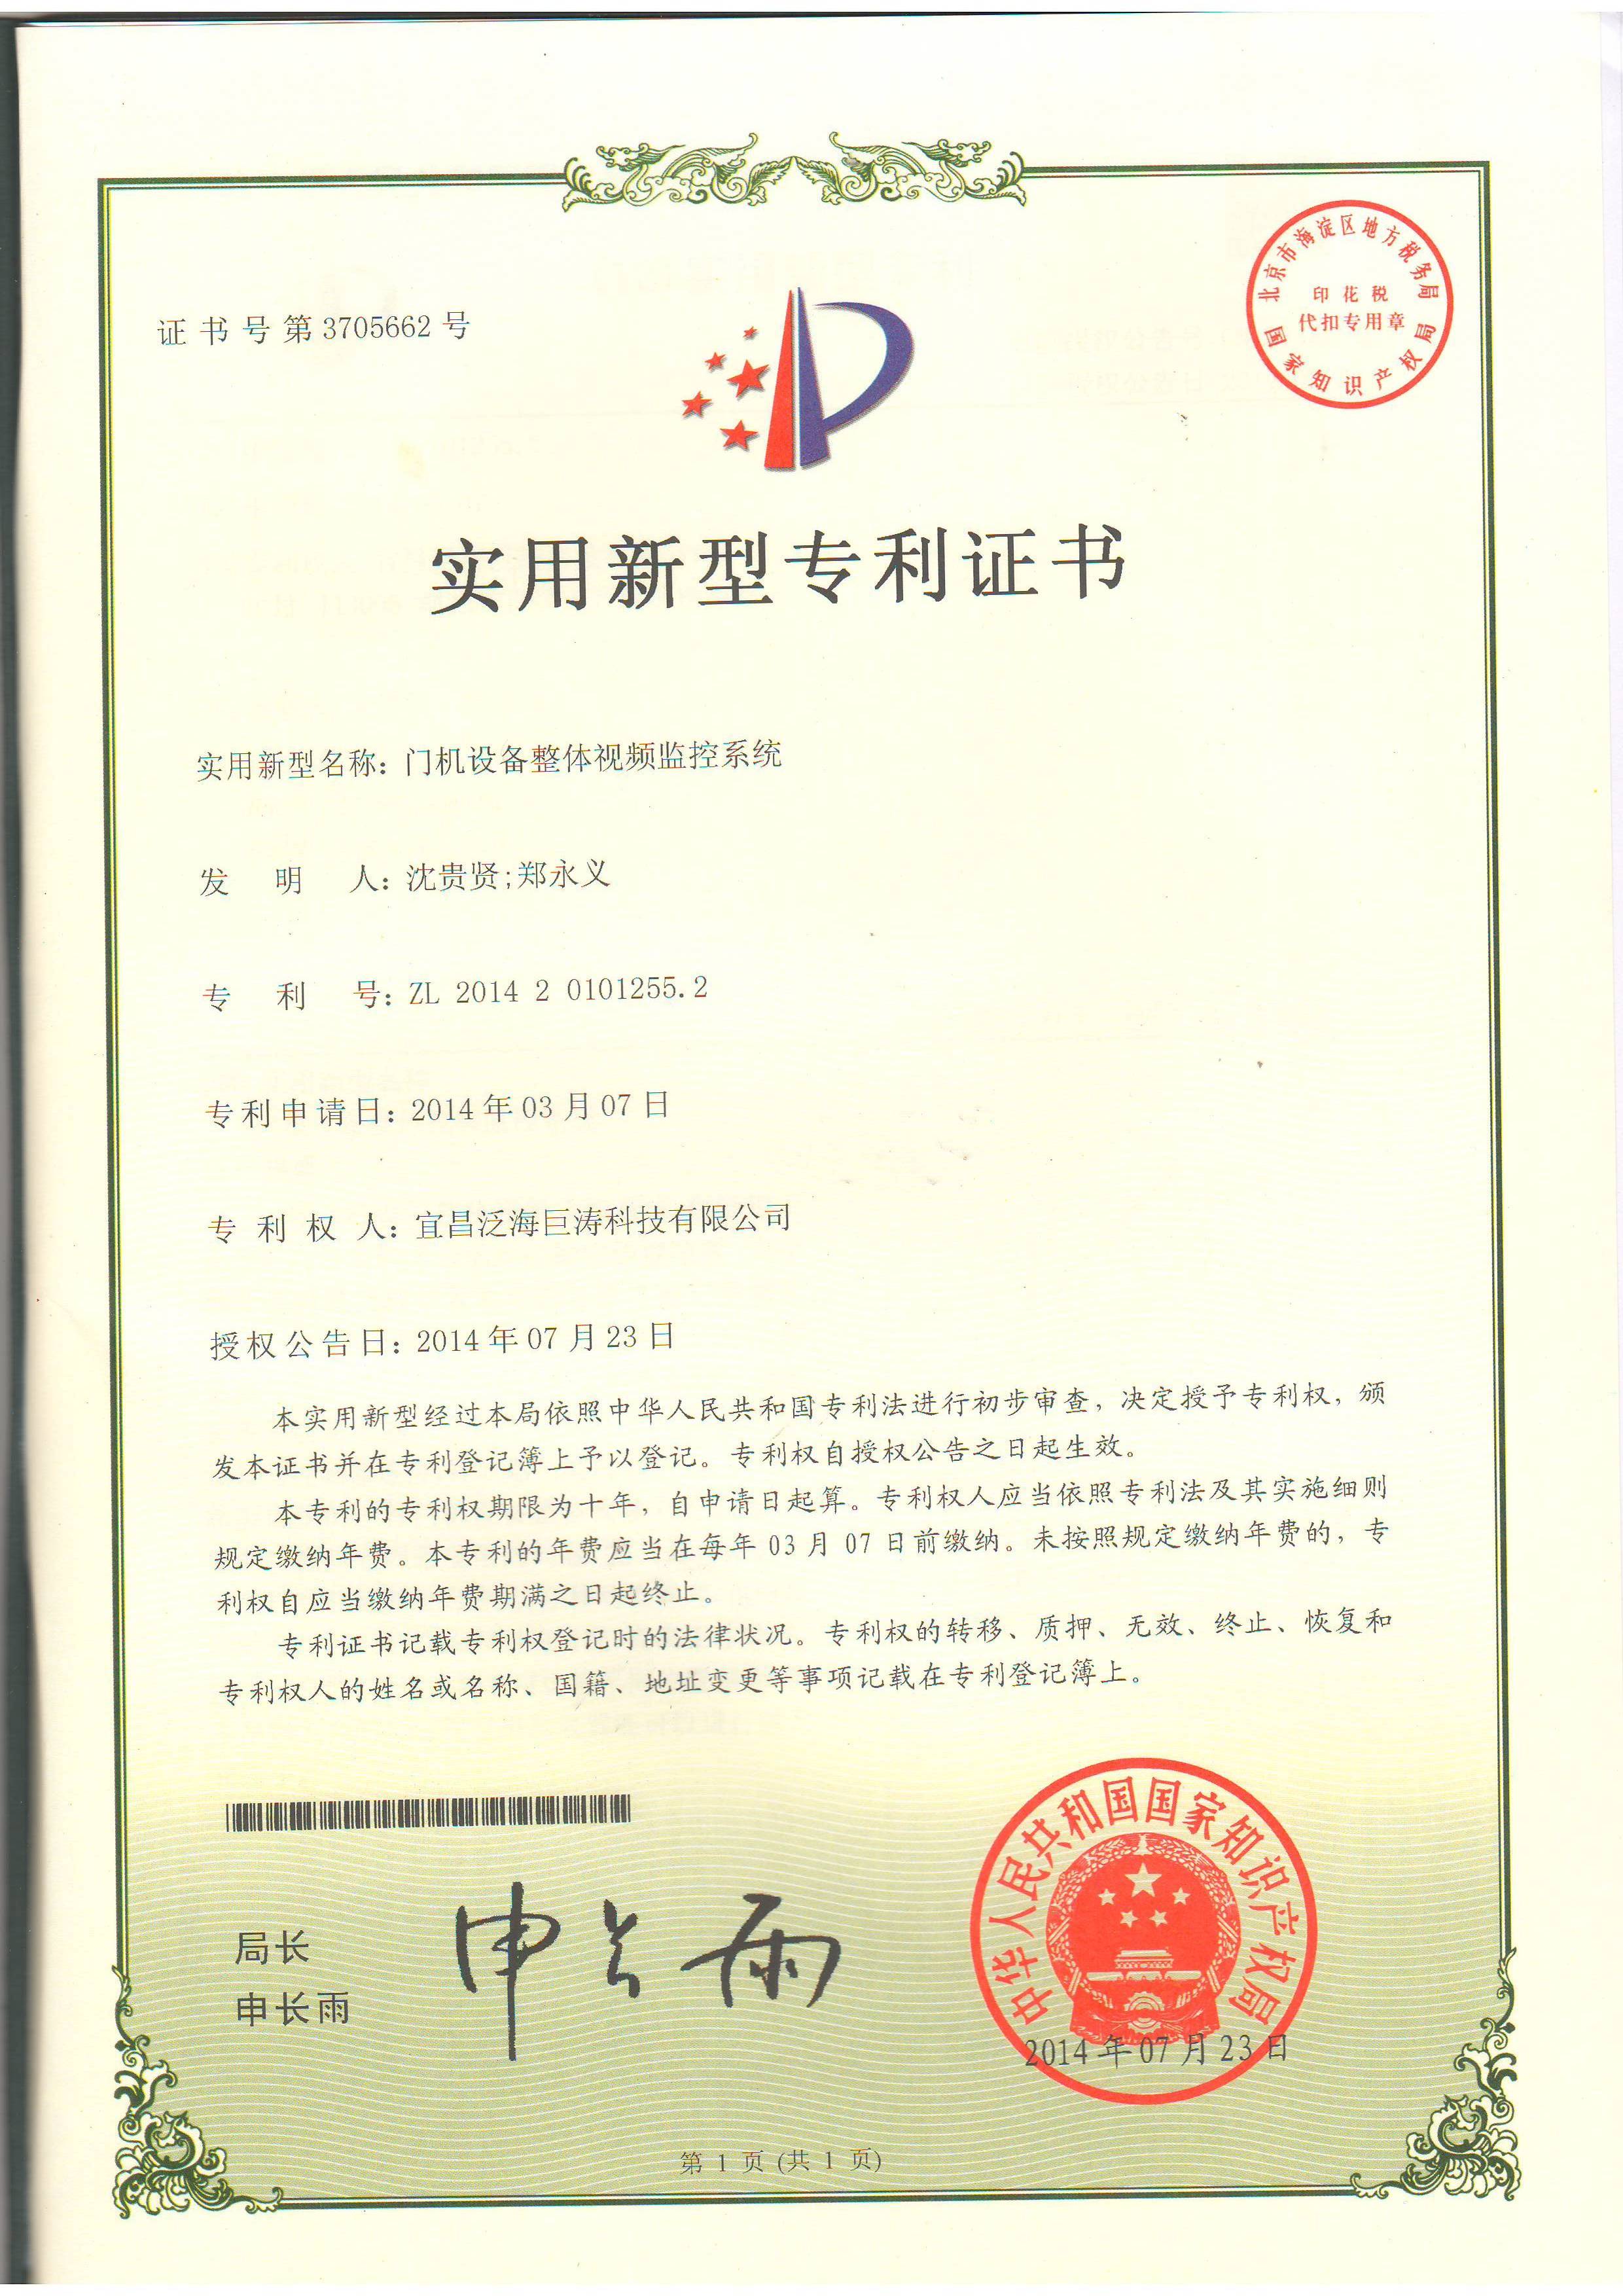 北京市海淀区地方税务局
印花税
代扣专用章
国家知识产权局
证书号第3705662号
实用新型专利证书
实用新型名称：门机设备整体视频监控系统
发明人：沈贵贤;郑永义
专利号：ZL 2014 2 0101255.2
专利申请日：2014年03月07日
专利权人：宜昌泛海巨涛科技有限公司
授权公告日：2014年07月23日
本实用新型经过本局依照中华人民共和国专利法进行初步审查，决定授予专利权，颁
发本证书并在专利登记簿上予以登记。专利权自授权公告之日起生效。
本专利的专利权期限为十年，自申请日起算。专利权人应当依照专利法及其实施细则
规定缴纳年费。本专利的年费应当在每年03月07日前缴纳。未按照规定缴纳年费的，专
利权自应当缴纳年费期满之日起终止。
专利证书记载专利权登记时的法律状况。专利权的转移、质押、无效、终止、恢复和
专利权人的姓名或名称、国籍、地址变更等事项记载在专利登记簿上。
局长
申长雨
申长雨
中华人民共和国国家知识产权局
2014年07月23日
第1页(共1页)